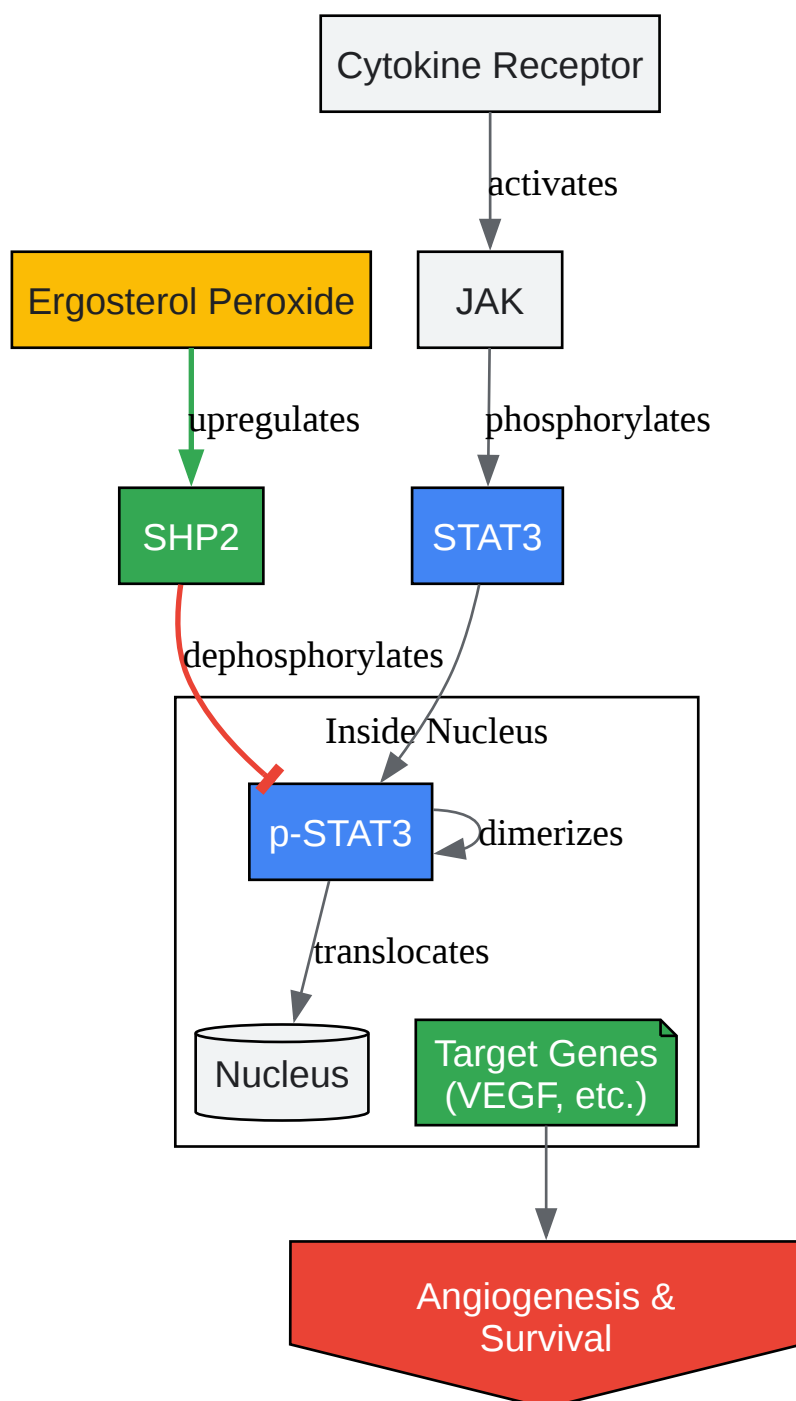 Cytokine Receptor
activates
Ergosterol Peroxide
JAK
upregulates
phosphorylates
SHP2
STAT3
dephosphorylates
Inside Nucleus
p-STAT3
dimerizes
translocates
Nucleus
Target Genes
(VEGF, etc.)
Angiogenesis &
Survival